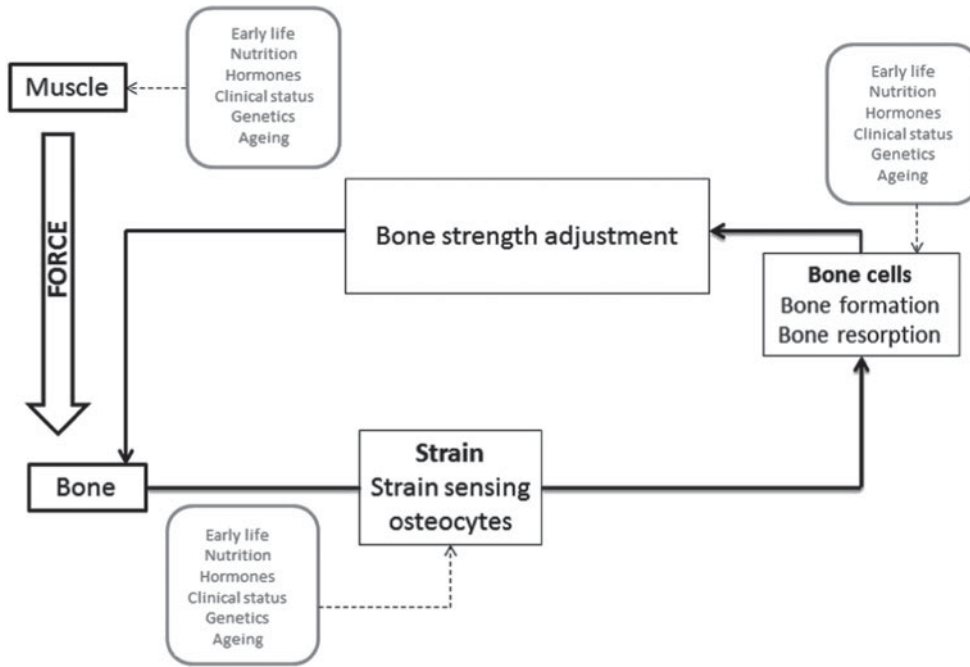 Early life
Nutrition
Hormones
Clinical status
Genetics
Ageing
Muscle
FORCE
Early life
Nutrition
Hormones
Clinical status
Genetics
Ageing
Bone strength adjustment
Bone cells
Bone formation
Bone resorption
Strain
Strain sensing
osteocytes
Bone
Early life
Nutrition
Hormones
Clinical status
Genetics
Ageing